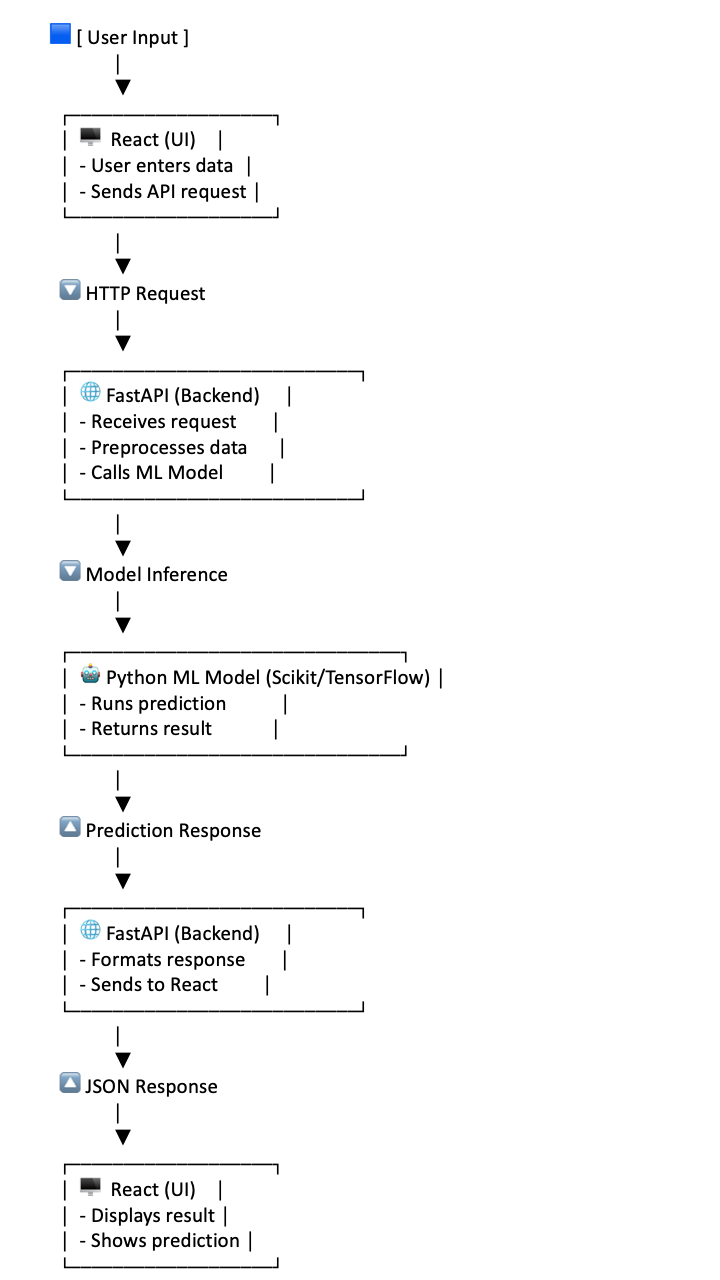 [ User Input ]
React (UI)
- User enters data
- Sends API request
HTTP Request
FastAPI (Backend)
- Receives request
- Preprocesses data
- Calls ML Model
Model Inference
Python ML Model (Scikit/TensorFlow)
- Runs prediction
- Returns result
Prediction Response
FastAPI (Backend)
- Formats response
- Sends to React
JSON Response
React (UI)
- Displays result
- Shows prediction